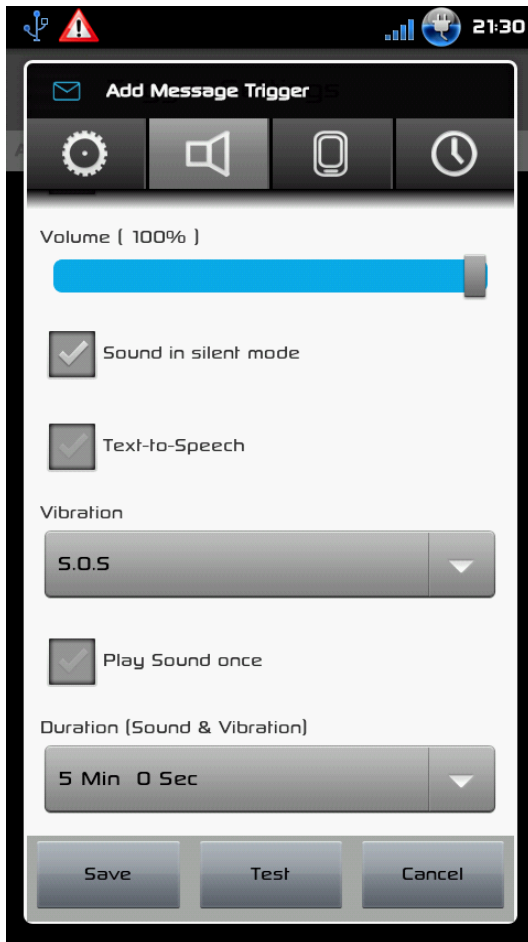 21:30
Add Message Trigger
Volume ( 100% )
Sound in silent mode
Text-to-Speech
Vibration
S.O.S
Play Sound once
Duration (Sound & Vibration)
5 Min 0 Sec
Save
Test
Cancel